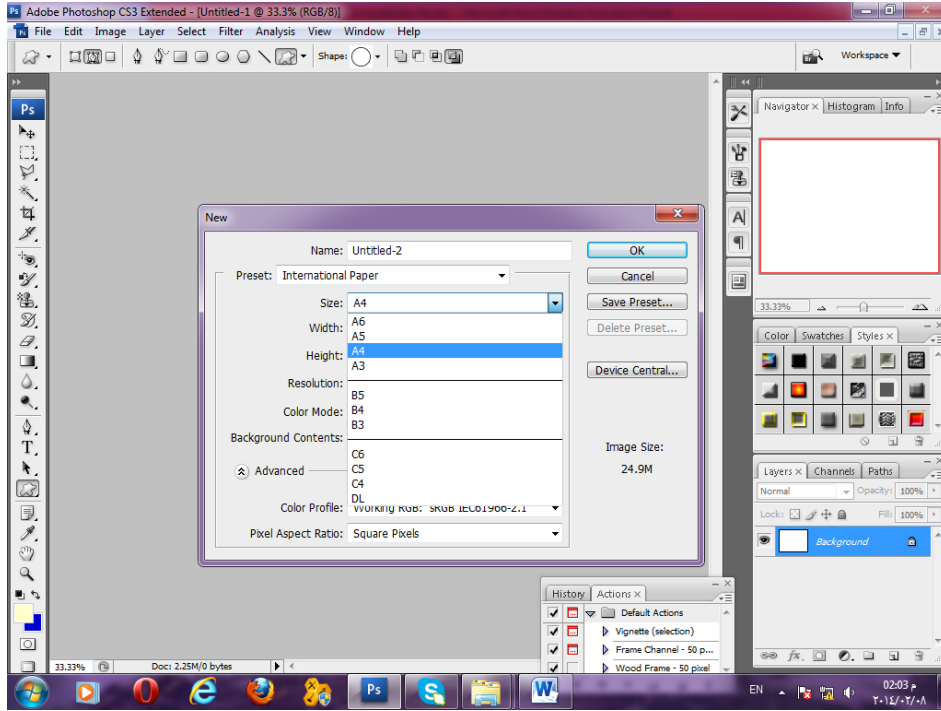 Ps Adobe Photoshop CS3 Extended - [Untitled-1 @ 33.3% (RGB/8)]
File Edit Image Layer Select Filter Analysis View Window Help
Shape: Workspace
Ps
Navigator Histogram Info
33.33%
Color Swatches Styles
Layers Channels Paths
Normal Opacity: 100%
Lock: Fill: 100%
Background
New
Name: Untitled-2
Preset: International Paper
Size: A4
Width:
Height:
Resolution:
Color Mode:
Background Contents:
A6
A5
A4
A3
B5
B4
B3
C6
C5
C4
DL
Advanced
Color Profile: Working RGB: sRGB IEC61966-2.1
Pixel Aspect Ratio: Square Pixels
OK
Cancel
Save Preset...
Delete Preset...
Device Central...
Image Size:
24.9M
History Actions
Default Actions
Vignette (selection)
Frame Channel - 50 p...
Wood Frame - 50 pixel
33.33% Doc: 2.25M/0 bytes
Ps
EN
02:03 م
٢٠١٤/٠٢/٠٨